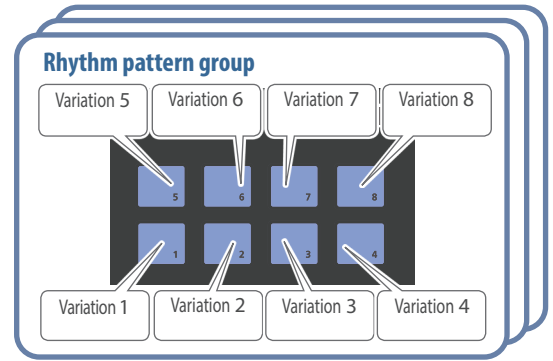 Rhythm pattern group
Variation 5 Variation 6 Variation 7 Variation 8
5 6 7 8
1 2 3 4
Variation 1 Variation 2 Variation 3 Variation 4